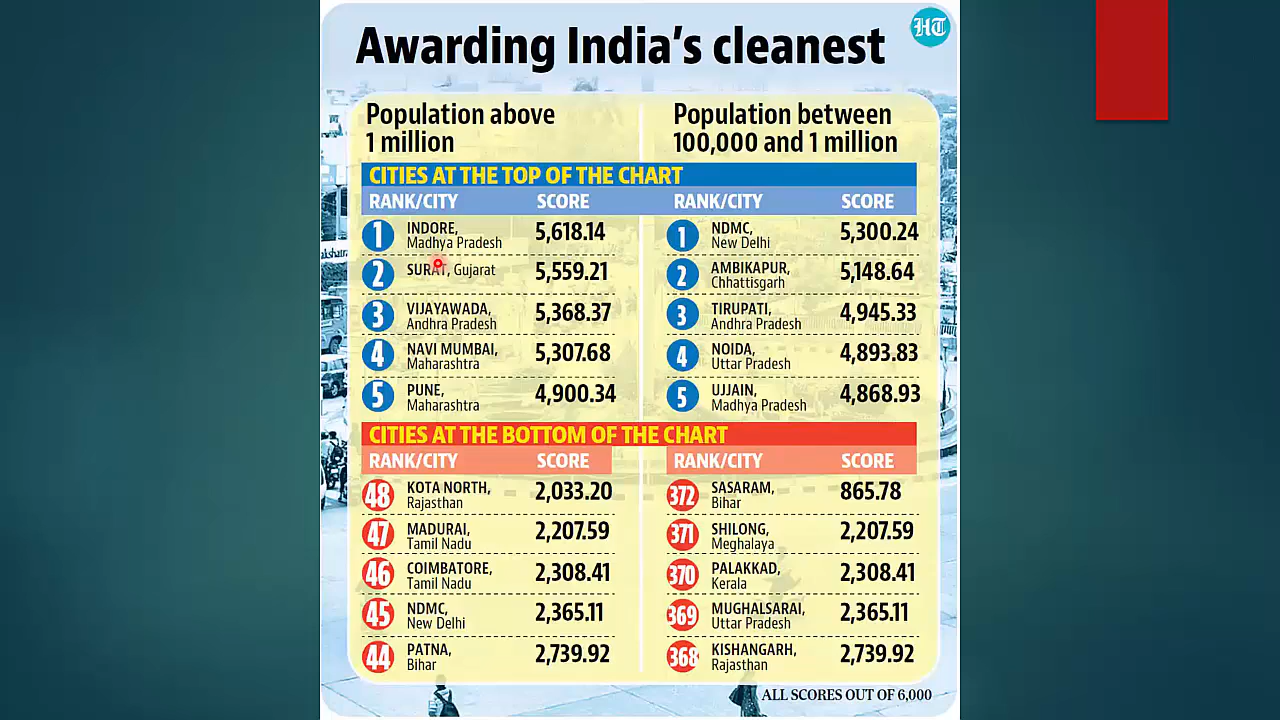 HT
Awarding India's cleanest
Population above
1 million
Population between
100,000 and 1 million
CITIES AT THE TOP OF THE CHART
RANK/CITY SCORE RANK/CITY SCORE
1 INDORE, Madhya Pradesh 5,618.14
2 SURAT, Gujarat 5,559.21
3 VIJAYAWADA, Andhra Pradesh 5,368.37
4 NAVI MUMBAI, Maharashtra 5,307.68
5 PUNE, Maharashtra 4,900.34
1 NDMC, New Delhi 5,300.24
2 AMBIKAPUR, Chhattisgarh 5,148.64
3 TIRUPATI, Andhra Pradesh 4,945.33
4 NOIDA, Uttar Pradesh 4,893.83
5 UJJAIN, Madhya Pradesh 4,868.93
CITIES AT THE BOTTOM OF THE CHART
RANK/CITY SCORE RANK/CITY SCORE
48 KOTA NORTH, Rajasthan 2,033.20
47 MADURAI, Tamil Nadu 2,207.59
46 COIMBATORE, Tamil Nadu 2,308.41
45 NDMC, New Delhi 2,365.11
44 PATNA, Bihar 2,739.92
372 SASARAM, Bihar 865.78
371 SHILONG, Meghalaya 2,207.59
370 PALAKKAD, Kerala 2,308.41
369 MUGHALSARAI, Uttar Pradesh 2,365.11
368 KISHANGARH, Rajasthan 2,739.92
ALL SCORES OUT OF 6,000